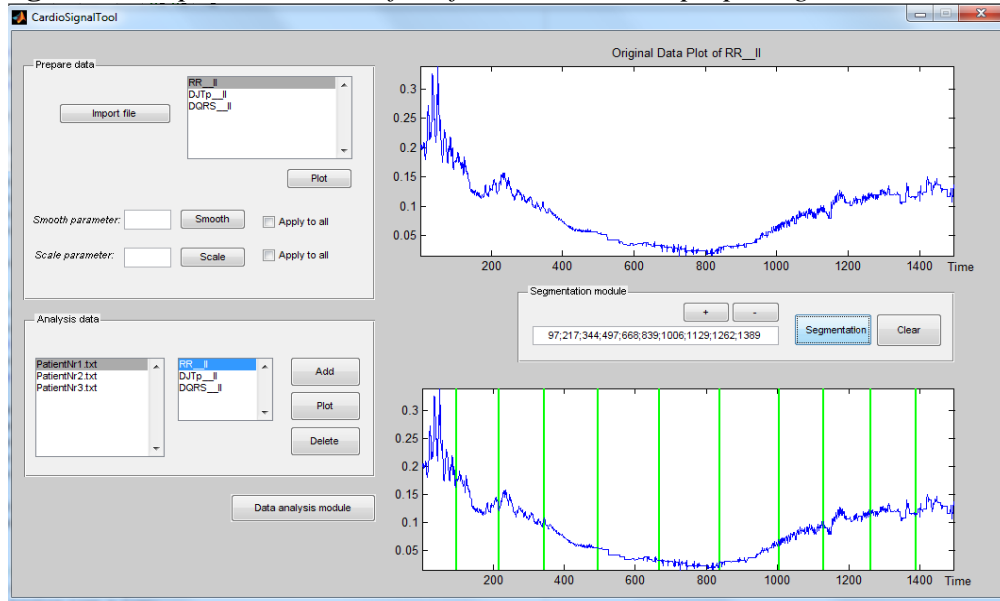 CardioSignalTool
Prepare data
Import file
RR__II
DJTp__II
DQRS__II
Plot
Smooth parameter:
Smooth
Apply to all
Scale parameter:
Scale
Apply to all
Original Data Plot of RR__II
0.3
0.25
0.2
0.15
0.1
0.05
200 400 600 800 1000 1200 1400 Time
Segmentation module
+ -
97;217;344;497;668;839;1006;1129;1262;1389
Segmentation
Clear
Analysis data
PatientNr1.txt
PatientNr2.txt
PatientNr3.txt
RR__II
DJTp__II
DQRS__II
Add
Plot
Delete
Data analysis module
0.3
0.25
0.2
0.15
0.1
0.05
200 400 600 800 1000 1200 1400 Time